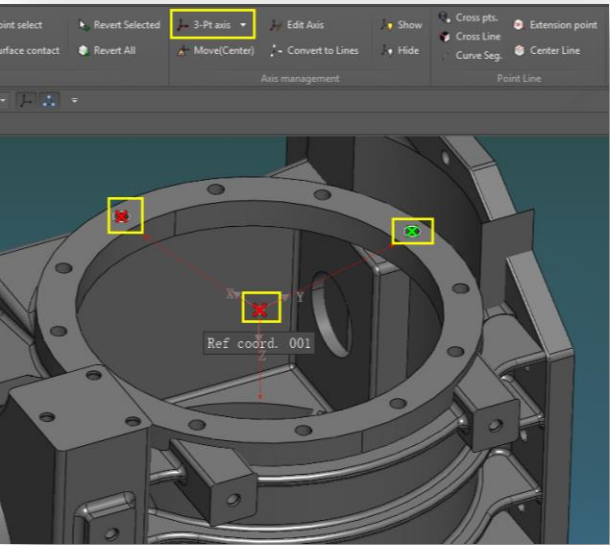 oint select
Revert Selected
3-Pt axis
Edit Axis
Show
Cross pts.
Extension point
urface contact
Revert All
Move(Center)
Convert to Lines
Hide
Cross Line
Center Line
Curve Seg.
Axis management
Point Line
X
Y
Ref coord. 001
Z